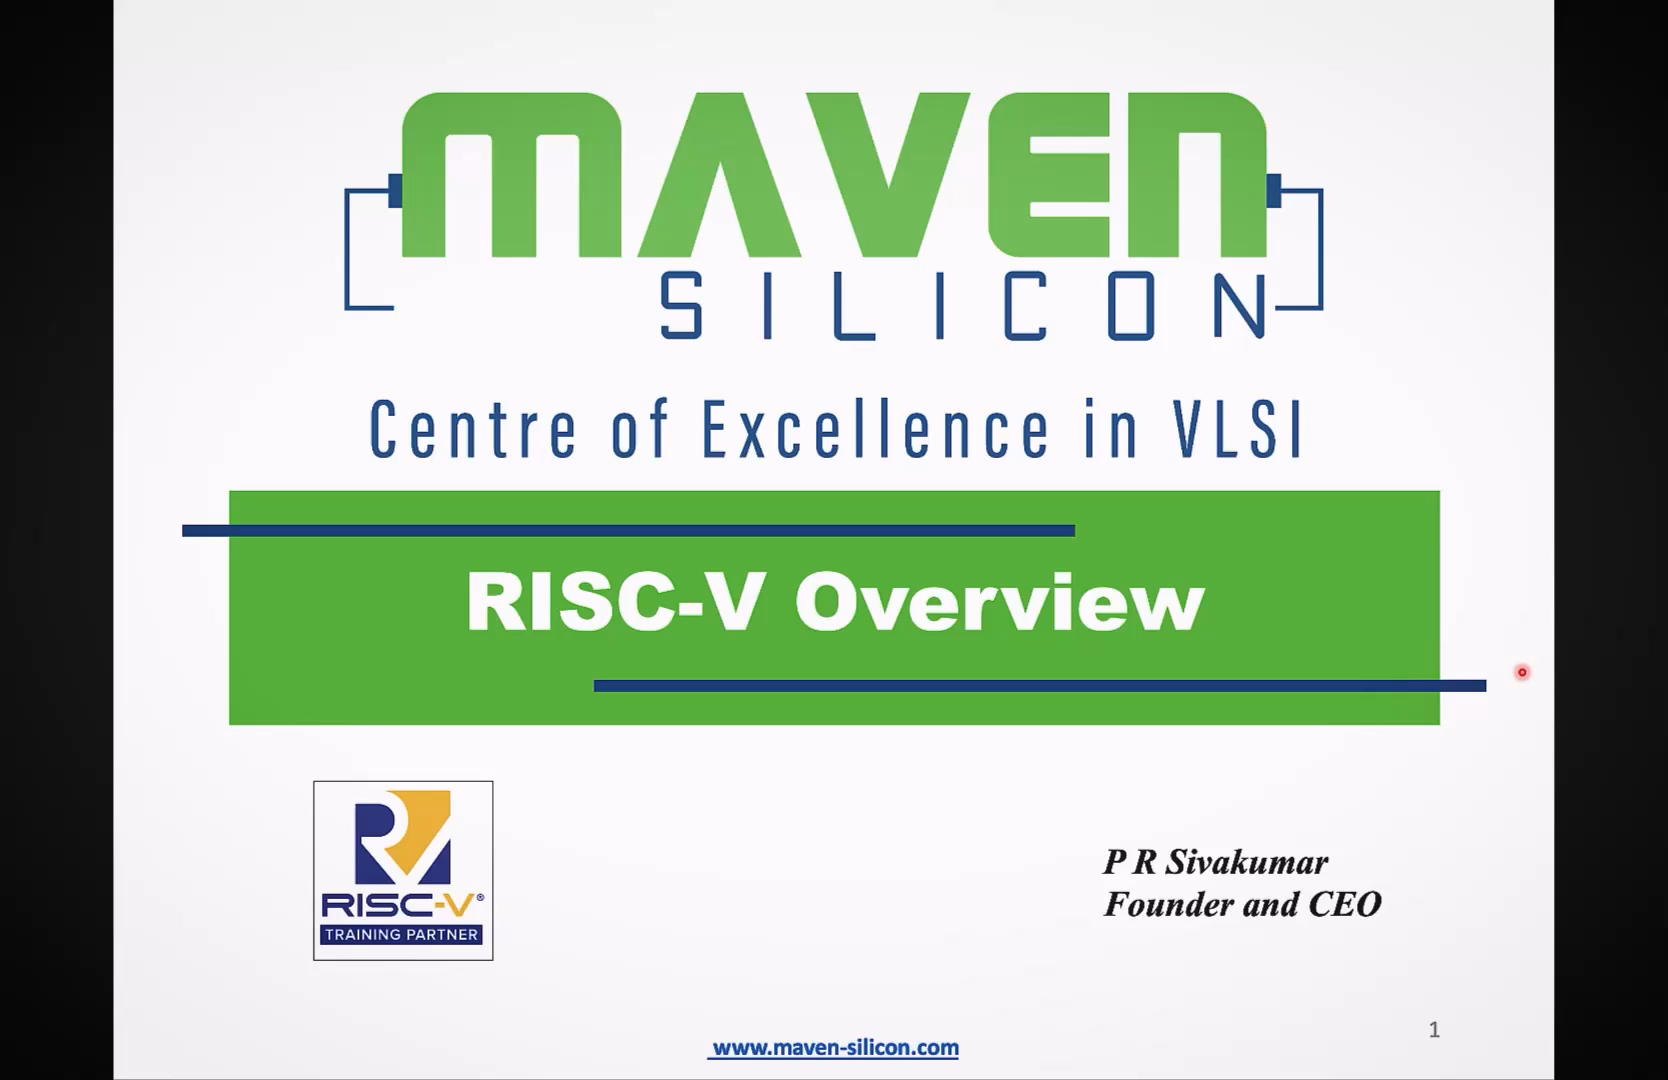 MAVEN
SILICON
Centre of Excellence in VLSI
RISC-V Overview
RISC-V®
TRAINING PARTNER
P R Sivakumar
Founder and CEO
1
www.maven-silicon.com